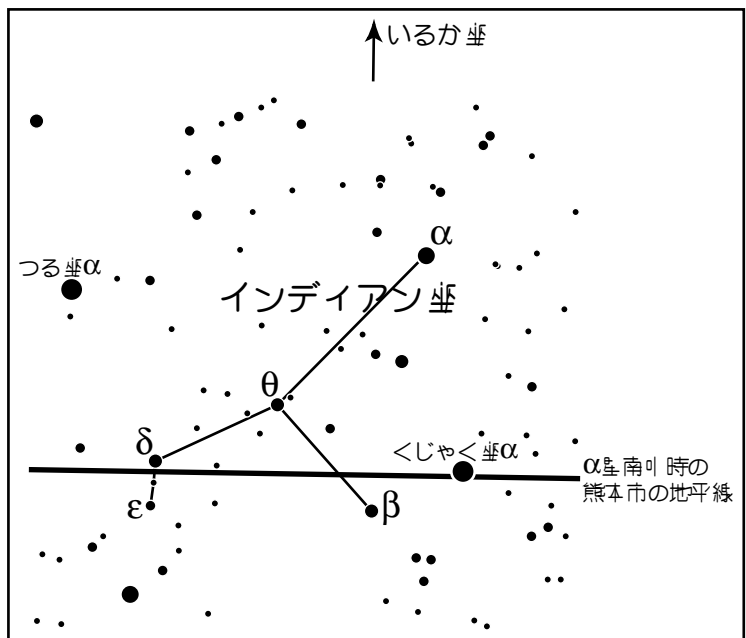 いるか座
α
つる座α
インデイアン座
θ
δ
くじゃく座α
α星南中時の
熊本市の地平線
ε
β